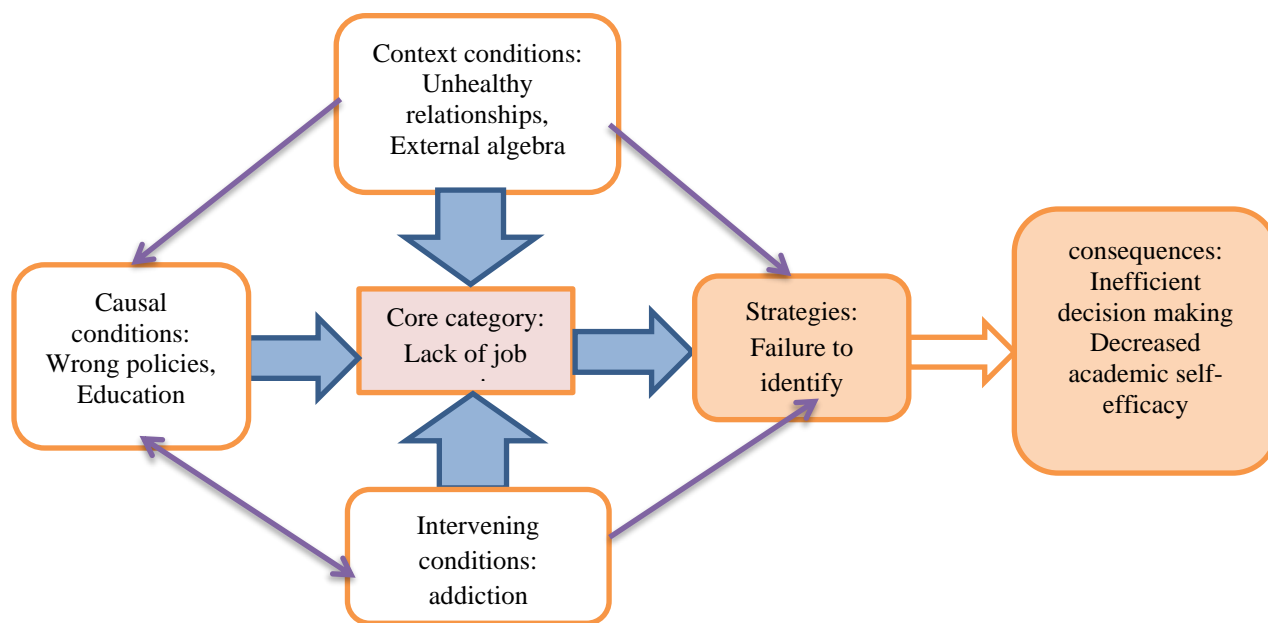 Context conditions:
Unhealthy
relationships,
External algebra
Causal
conditions:
Wrong policies,
Education
Core category:
Lack of job
Strategies:
Failure to
identify
consequences:
Inefficient
decision making
Decreased
academic self-
efficacy
Intervening
conditions:
addiction